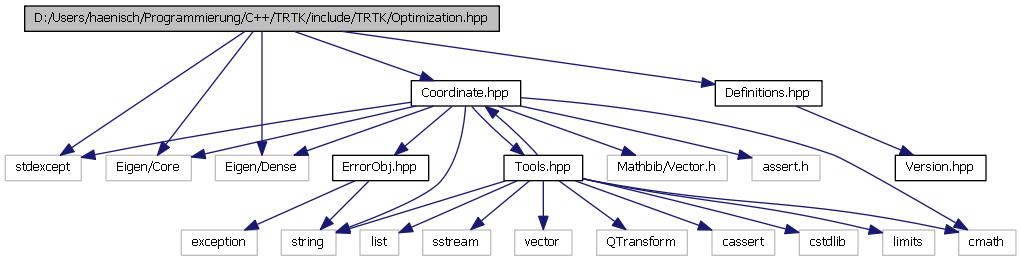 D:/Users/haenisch/Programmierung/C++/TRTK/include/TRTK/Optimization.hpp
Coordinate.hpp
Definitions.hpp
stdexcept
Eigen/Core
Eigen/Dense
ErrorObj.hpp
Tools.hpp
Mathbib/Vector.h
assert.h
Version.hpp
exception
string
list
sstream
vector
QTransform
cassert
cstdlib
limits
cmath